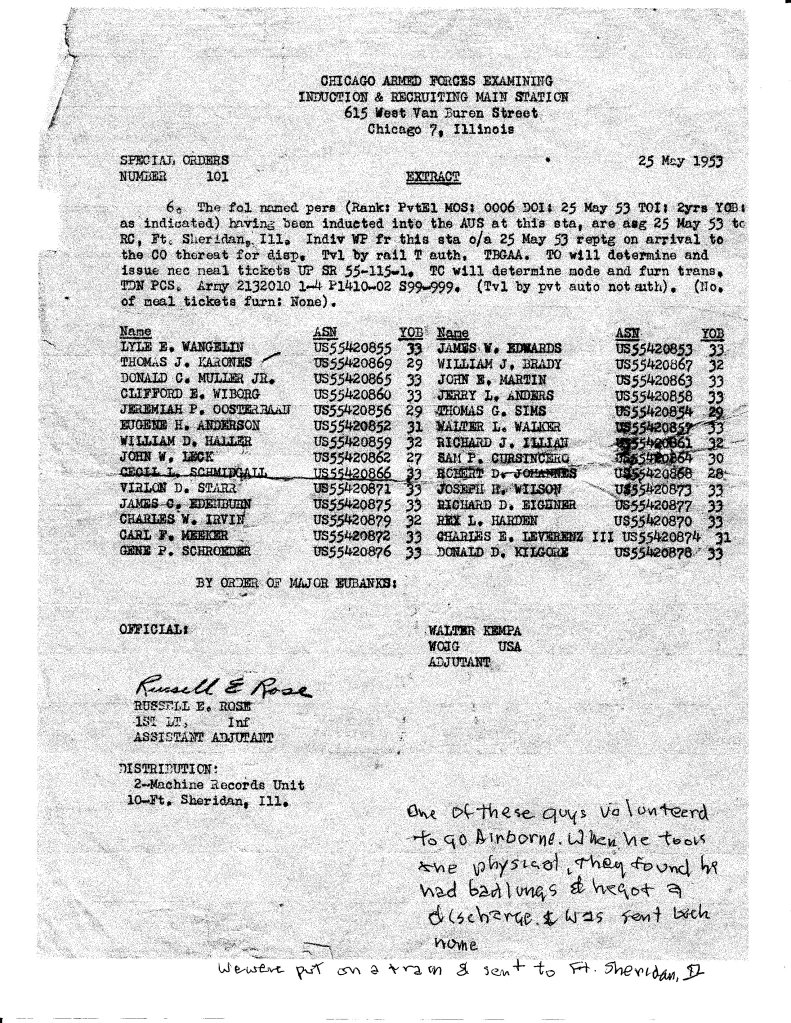 CHICAGO ARMED FORCES EXAMINING
INDUCTION & RECRUITING MAIN STATION
615 West Van Buren Street
Chicago 7, Illinois
SPECIAL ORDERS 25 May 1953
NUMBER 101 EXTRACT
6. The fol named pers (Rank: PvtE1 MOS: 0006 DOI: 25 May 53 TOI: 2yrs YOB:
as indicated) having been inducted into the AUS at this sta, are asg 25 May 53 to
RC, Ft. Sheridan, Ill. Indiv WP fr this sta o/a 25 May 53 reptg on arrival to
the CO thereat for disp. Tvl by rail T auth. TBGAA. TO will determine and
issue nec meal tickets UP SR 55-115-1. TC will determine mode and furn trans.
TDN PCS. Army 2132010 1-4 P1410-02 S99-999. (Tvl by pvt auto not auth). (No.
of meal tickets furn: None).
Name ASN YOB Name ASN YOB
LYLE E. WANGELIN US55420855 33 JAMES W. EDWARDS US55420853 33
THOMAS J. KARONES US55420869 29 WILLIAM J. BRADY US55420867 32
DONALD C. MULLER JR. US55420865 33 JOHN E. MARTIN US55420863 33
CLIFFORD E. WIBORG US55420860 33 JERRY L. ANDERS US55420858 33
JEREMIAH P. OOSTERBAAN US55420856 29 THOMAS G. SIMS US55420854 29
EUGENE H. ANDERSON US55420852 31 WALTER L. WALKER US55420857 33
WILLIAM D. HALLER US55420859 32 RICHARD J. ILLIAN US55420861 32
JOHN W. LECK US55420862 27 SAM P. CURSINCERO US55420864 30
CECIL L. SCHMIDGALL US55420866 33 ROBERT D. JOHANNES US55420868 28
VIRLON D. STARR US55420871 33 JOSEPH H. WILSON US55420873 33
JAMES C. EDENBURN US55420875 33 RICHARD D. EIGHNER US55420877 33
CHARLES W. IRVIN US55420879 32 REX L. HARDEN US55420870 33
CARL F. MEEKER US55420872 33 CHARLES E. LEVERENZ III US55420874 31
GENE P. SCHROEDER US55420876 33 DONALD D. KILGORE US55420878 33
BY ORDER OF MAJOR EUBANKS:
OFFICIAL: WALTER KEMPA
WOJG USA
ADJUTANT
Russell E Rose
RUSSELL E. ROSE
1ST LT, Inf
ASSISTANT ADJUTANT
DISTRIBUTION:
2-Machine Records Unit
10-Ft. Sheridan, Ill.
One of these guys volunteerd
to go Airborne. When he took
the physical, they found he
had bad lungs & he got a
discharge. & was sent back
home
We were put on a train & sent to Ft. Sheridan, Il